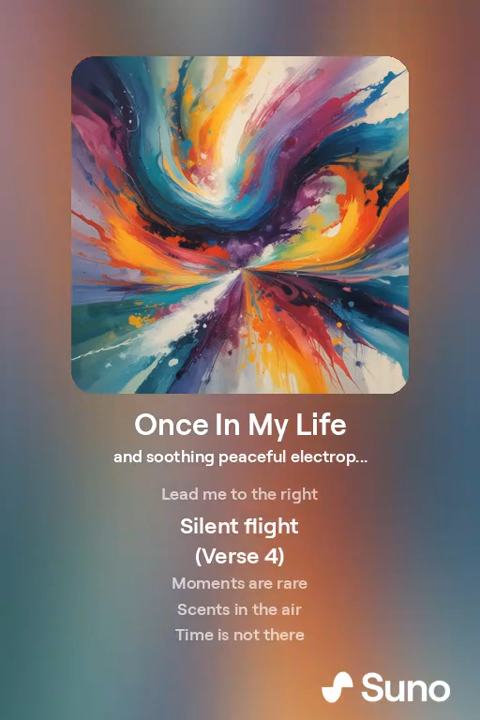 Once In My Life
and soothing peaceful electrop...
Lead me to the right
Silent flight
(Verse 4)
Moments are rare
Scents in the air
Time is not there
Suno